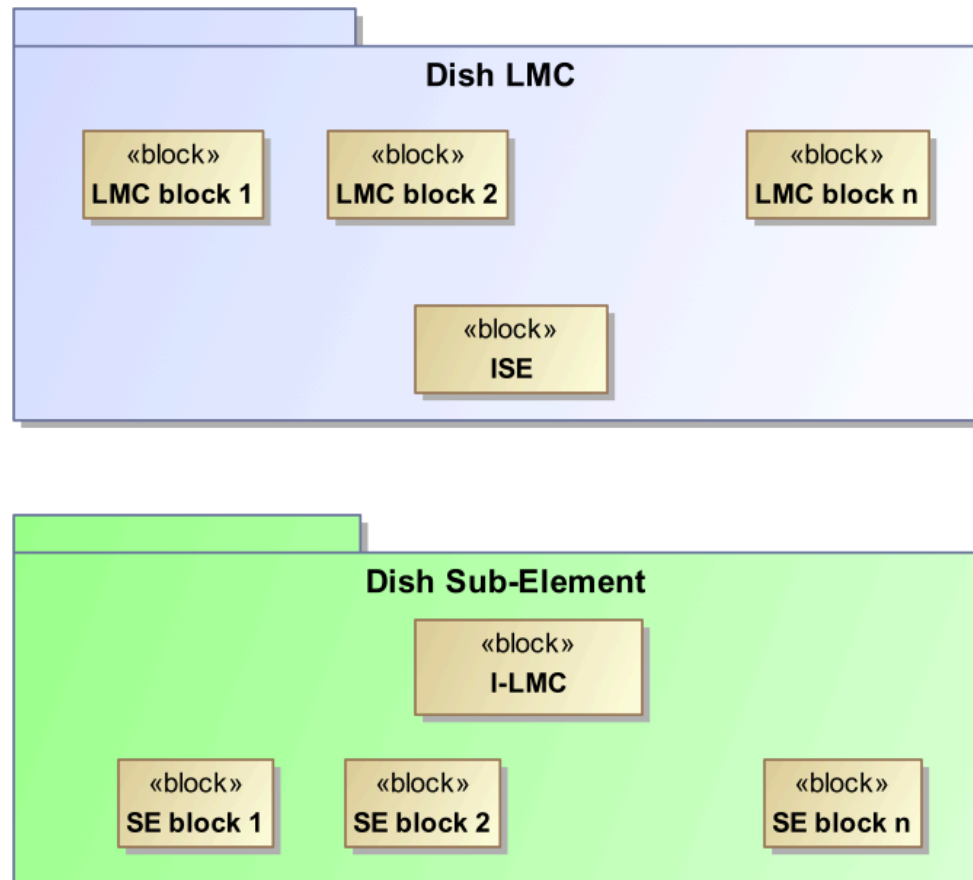 Dish LMC
«block» «block» «block»
LMC block 1 LMC block 2 LMC block n
«block»
ISE
Dish Sub-Element
«block»
I-LMC
«block» «block» «block»
SE block 1 SE block 2 SE block n